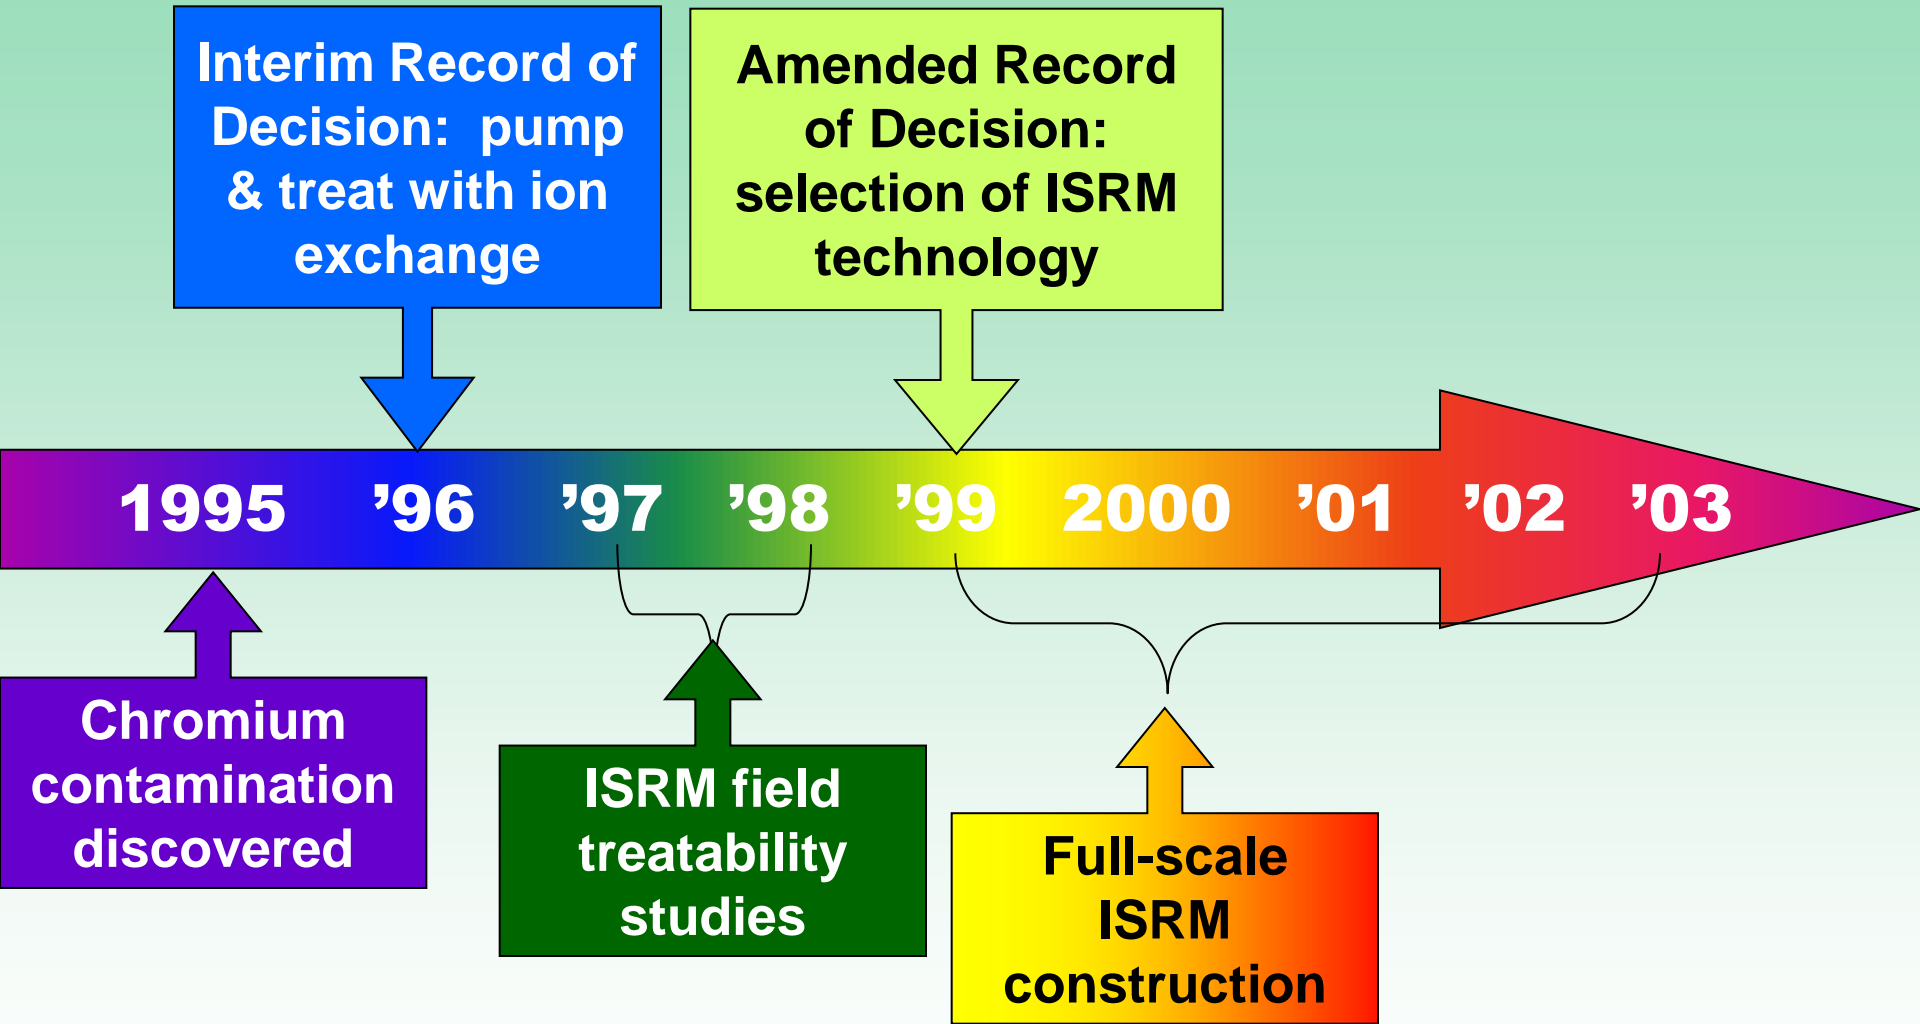 Interim Record of
Decision:  pump
& treat with ion
exchange
Amended Record
of Decision:
selection of ISRM
technology
1995 ’96 ’97 ’98 ’99 2000 ’01 ’02 ’03
Chromium
contamination
discovered
ISRM field
treatability
studies
Full-scale
ISRM
construction